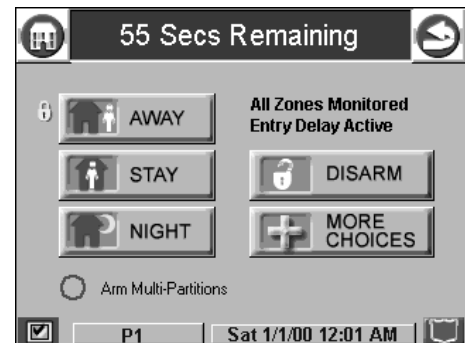 55 Secs Remaining
All Zones Monitored
Entry Delay Active
AWAY
STAY
DISARM
NIGHT
MORE
CHOICES
Arm Multi-Partitions
P1
Sat 1/1/00 12:01 AM